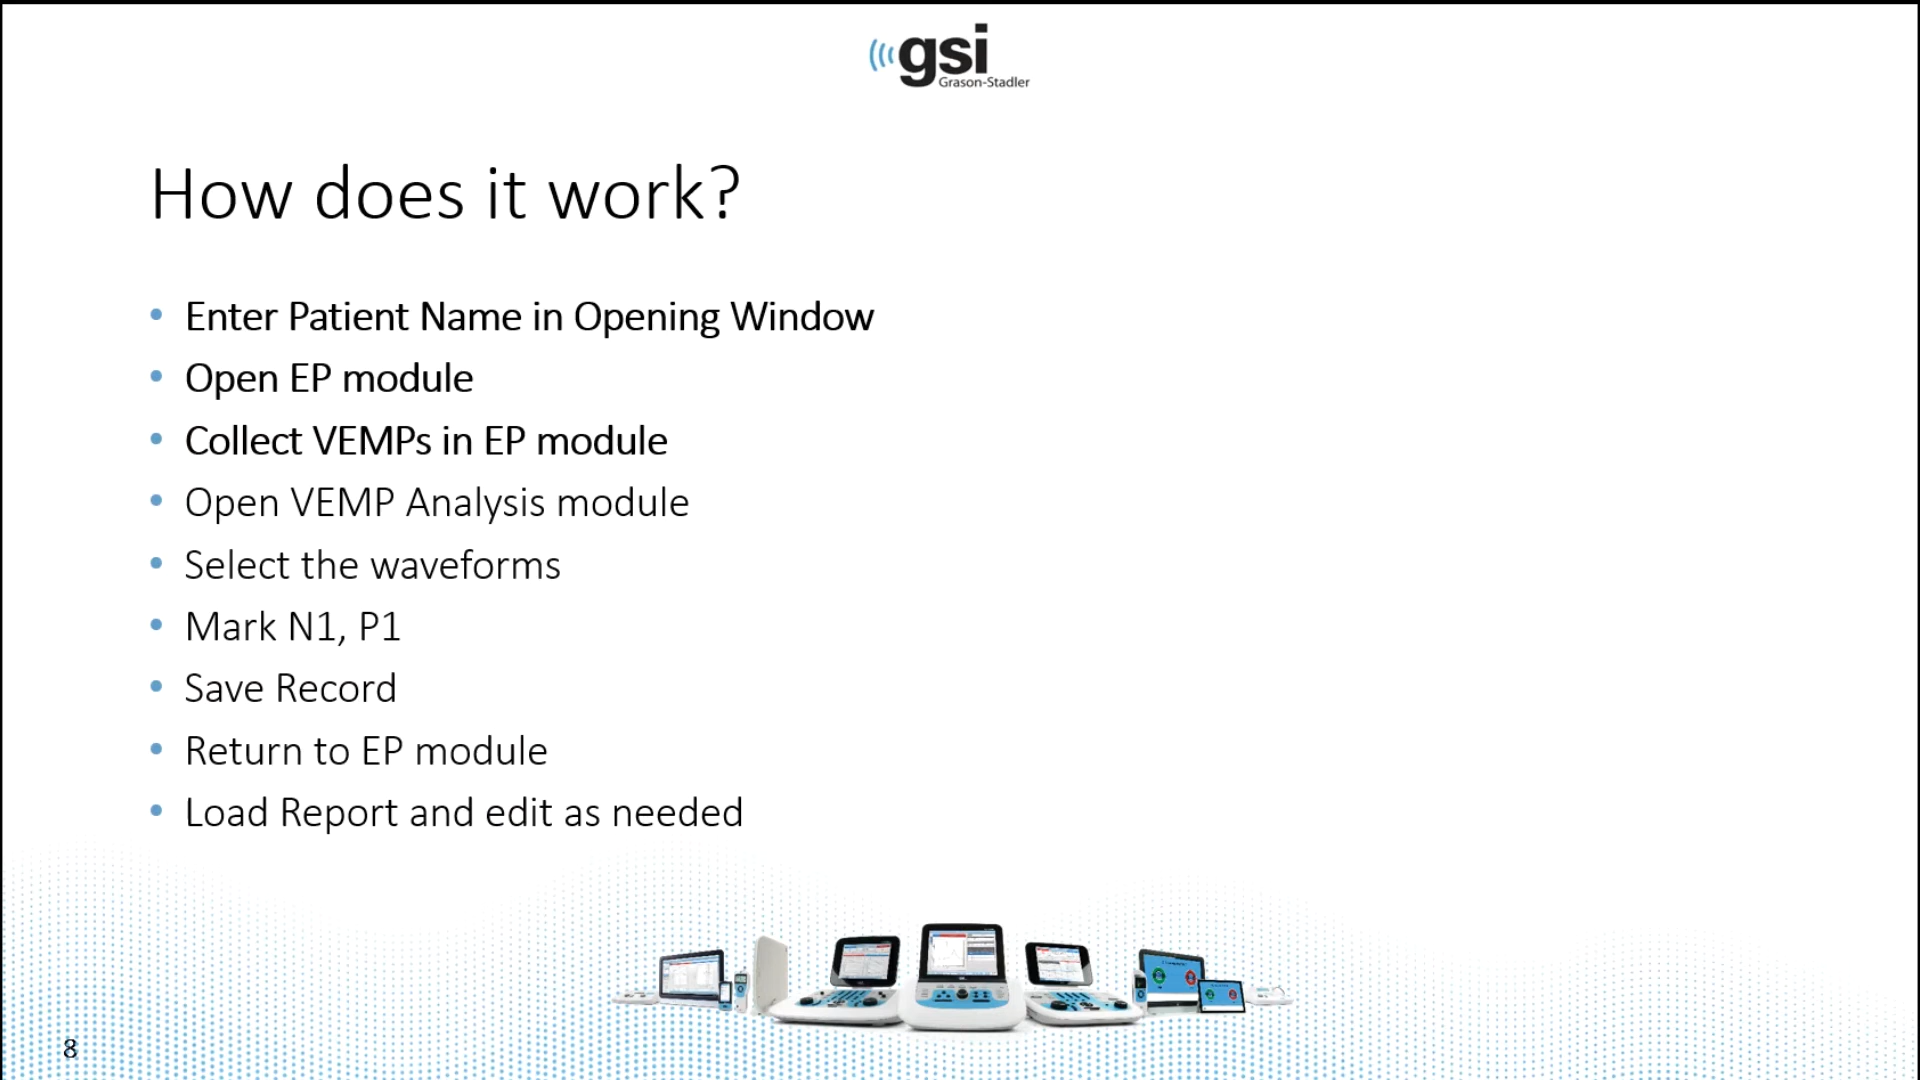 gsi
Grason-Stadler
How does it work?
• Enter Patient Name in Opening Window
• Open EP module
• Collect VEMPs in EP module
• Open VEMP Analysis module
• Select the waveforms
• Mark N1, P1
• Save Record
• Return to EP module
• Load Report and edit as needed
8